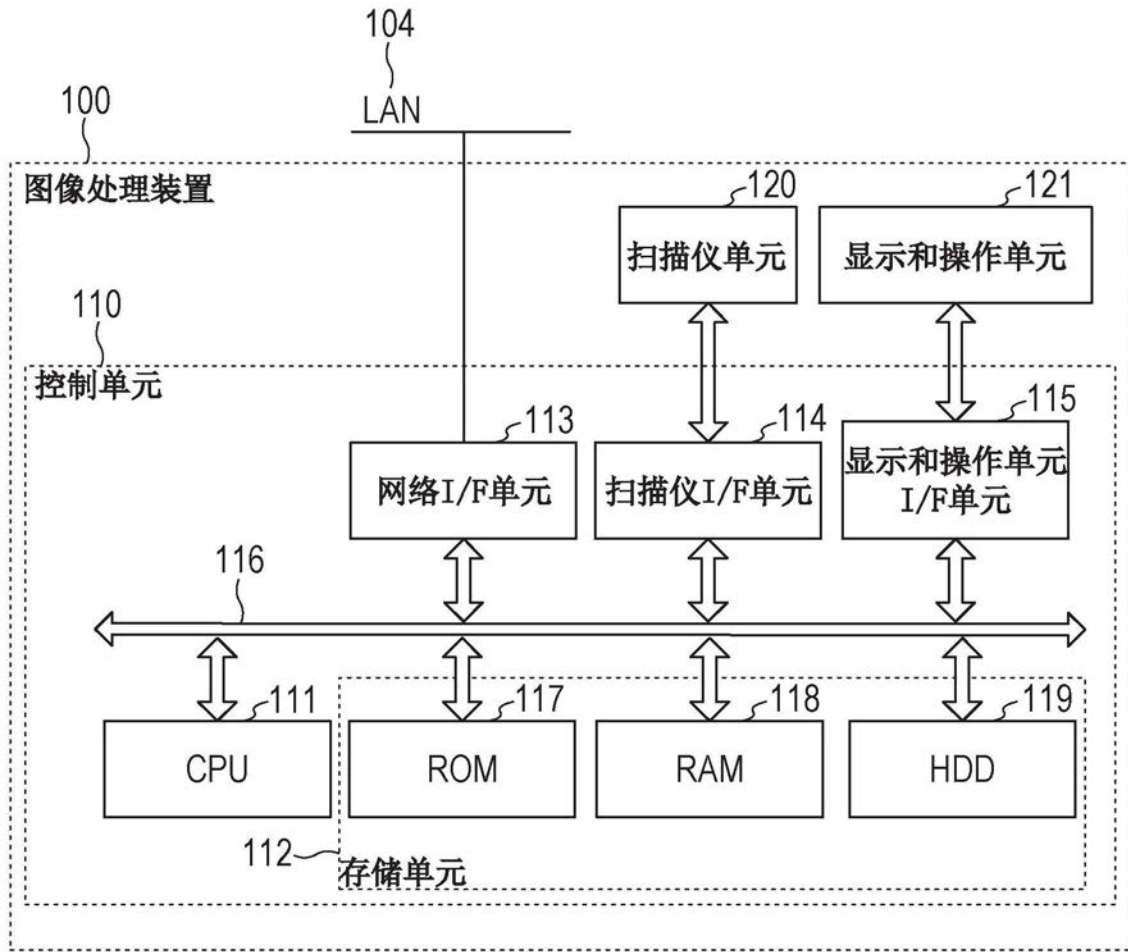 104
LAN
100
图像处理装置
120
121
扫描仪单元
显示和操作单元
110
控制单元
113
114
115
网络I/F单元
扫描仪I/F单元
显示和操作单元
I/F单元
116
111
117
118
119
CPU
ROM
RAM
HDD
112
存储单元